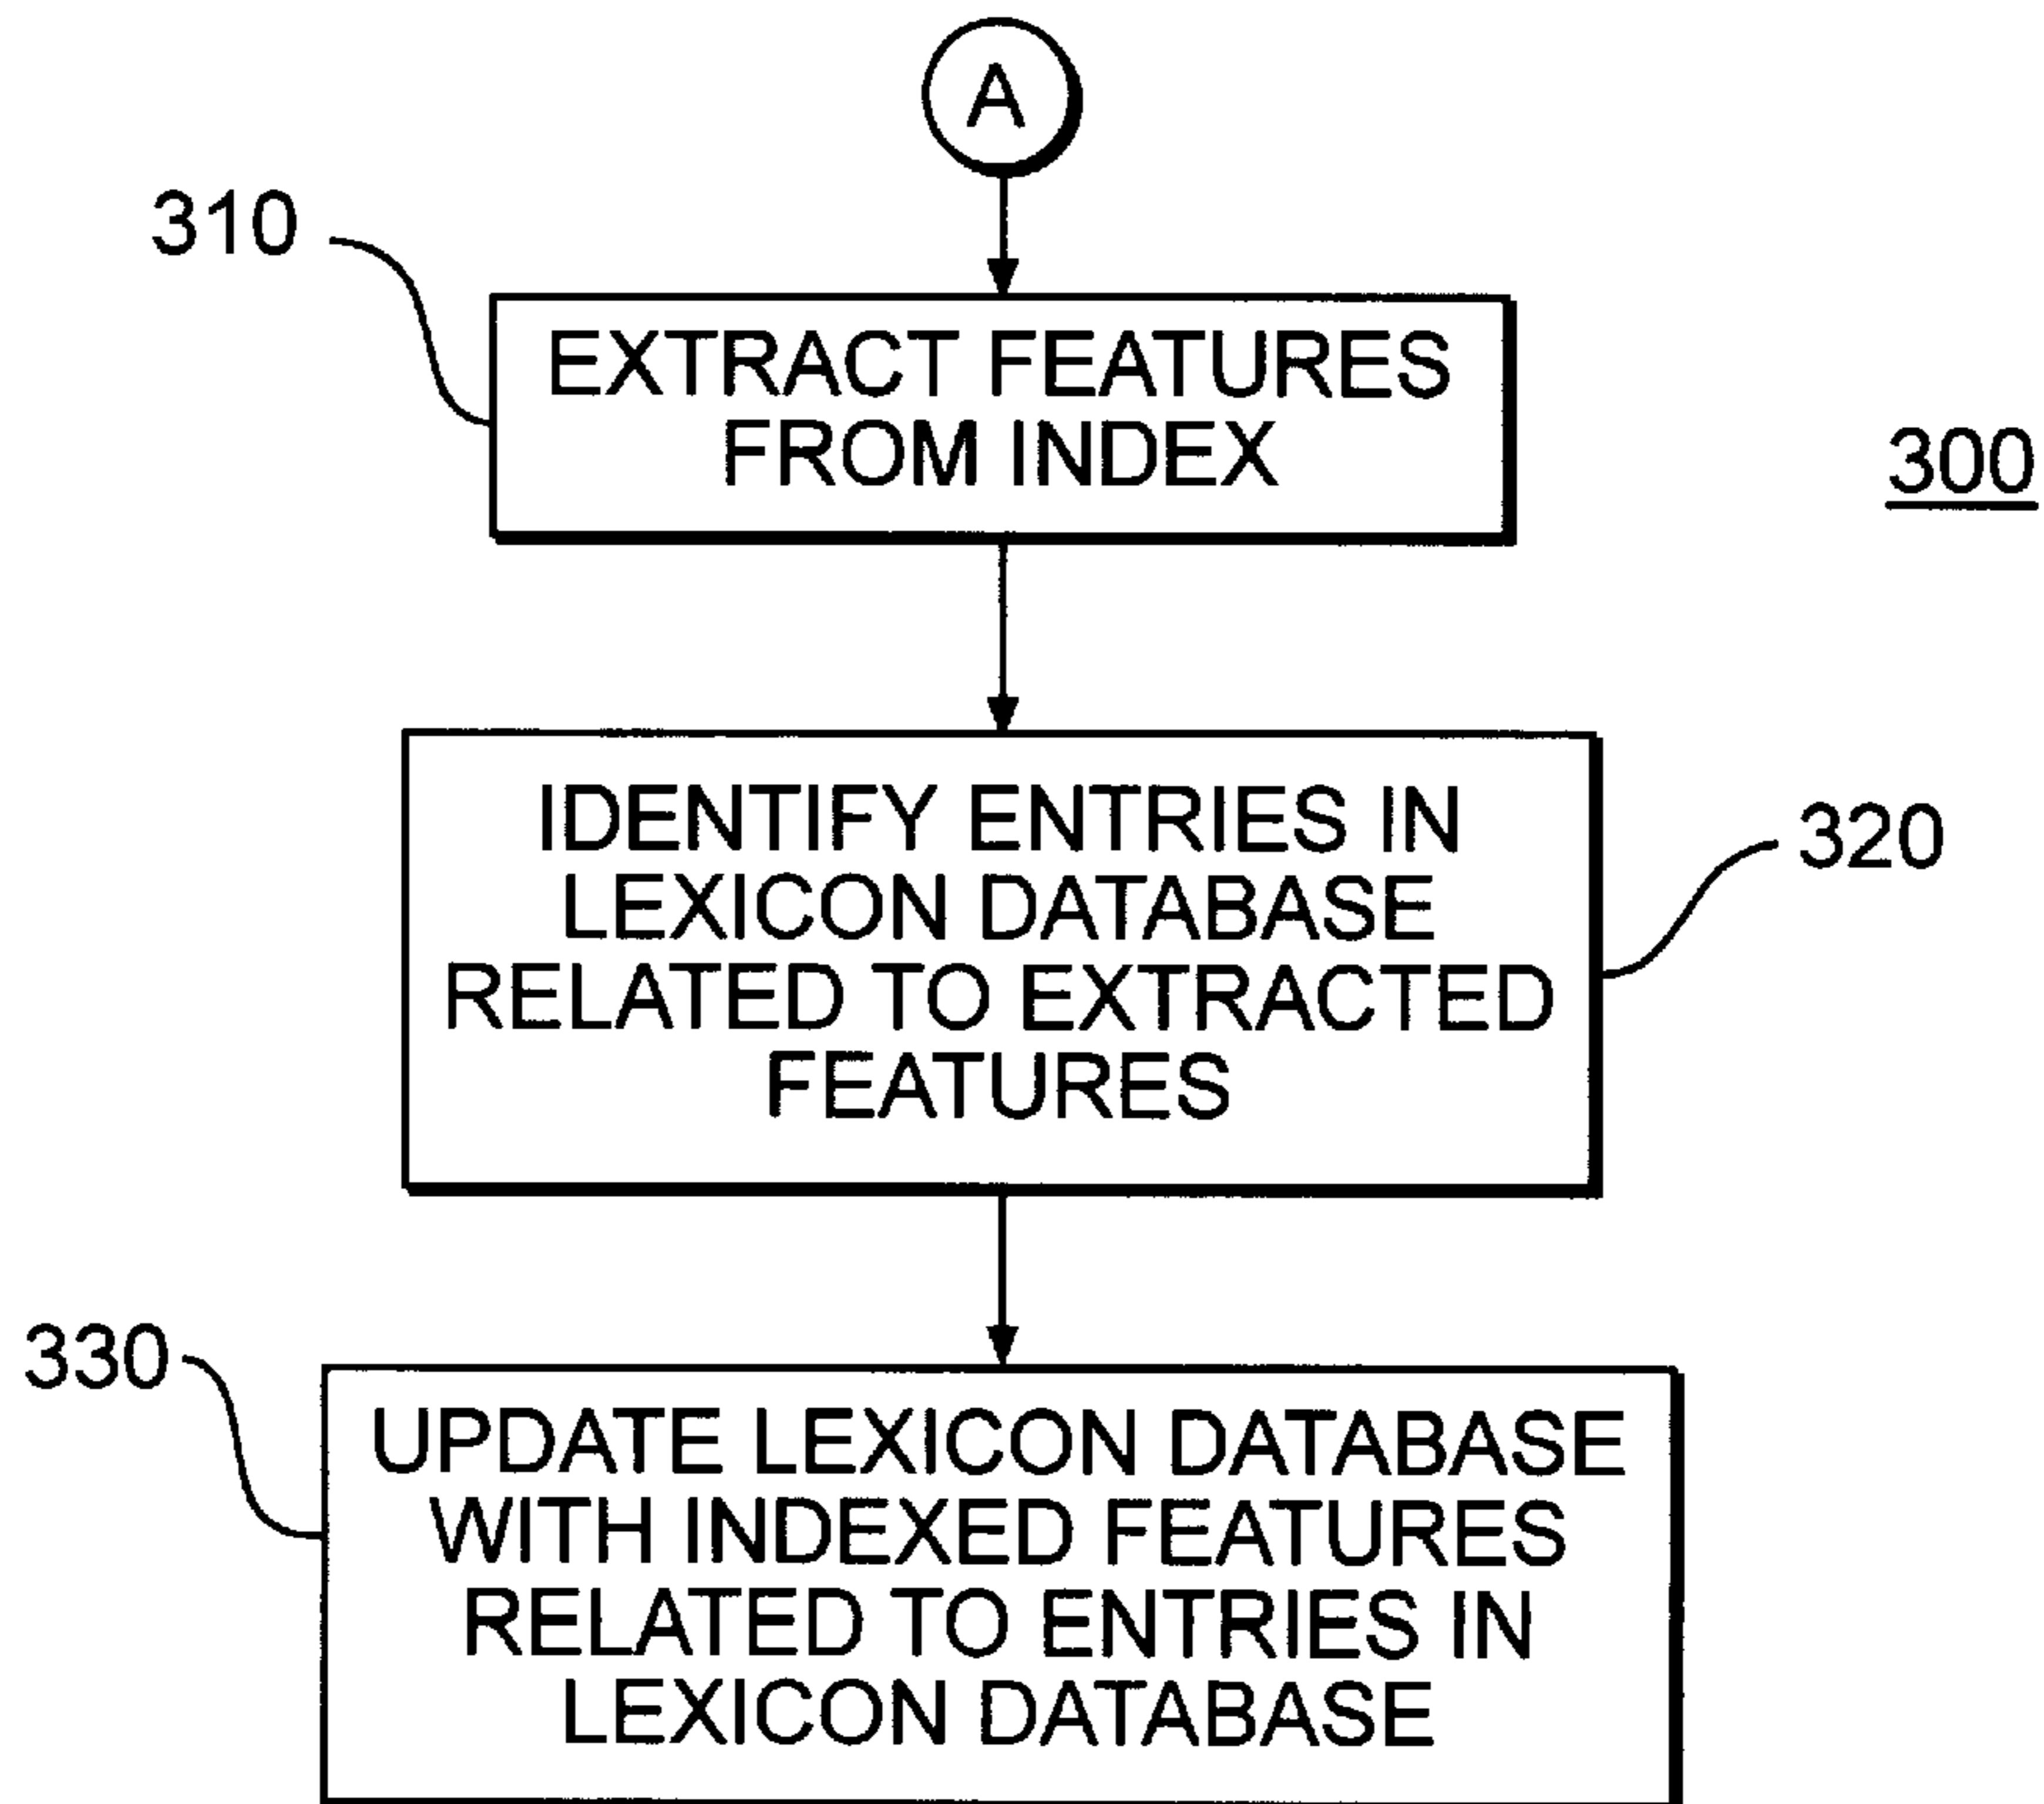 A
310
EXTRACT FEATURES
FROM INDEX
300
IDENTIFY ENTRIES IN
LEXICON DATABASE
RELATED TO EXTRACTED
FEATURES
320
330
UPDATE LEXICON DATABASE
WITH INDEXED FEATURES
RELATED TO ENTRIES IN
LEXICON DATABASE